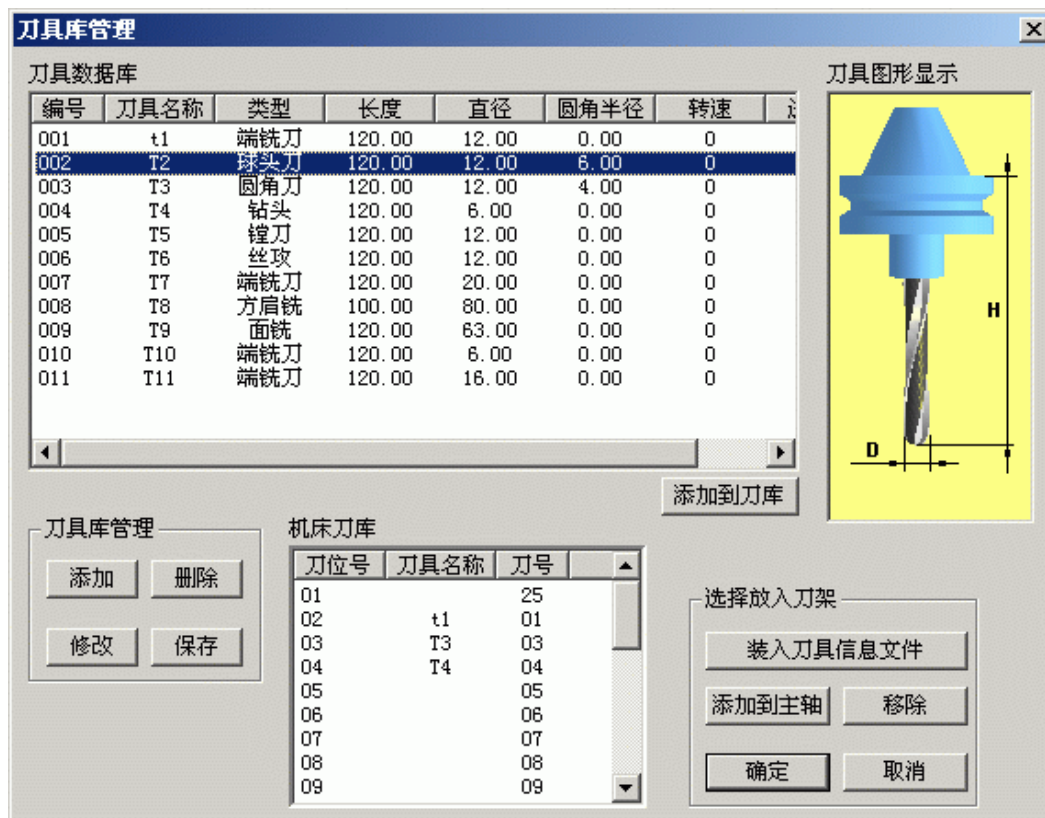 刀具库管理
刀具数据库
编号 刀具名称 类型 长度 直径 圆角半径 转速
001 t1 端铣刀 120.00 12.00 0.00 0
002 T2 球头刀 120.00 12.00 6.00 0
003 T3 圆角刀 120.00 12.00 4.00 0
004 T4 钻头 120.00 6.00 0.00 0
005 T5 镗刀 120.00 12.00 0.00 0
006 T6 丝攻 120.00 12.00 0.00 0
007 T7 端铣刀 120.00 20.00 0.00 0
008 T8 方肩铣 100.00 80.00 0.00 0
009 T9 面铣 120.00 63.00 0.00 0
010 T10 端铣刀 120.00 6.00 0.00 0
011 T11 端铣刀 120.00 16.00 0.00 0
添加到刀库
刀具图形显示
H
D
刀具库管理
添加 删除
修改 保存
机床刀库
刀位号 刀具名称 刀号
01 25
02 t1 01
03 T3 03
04 T4 04
05 05
06 06
07 07
08 08
09 09
选择放入刀架
装入刀具信息文件
添加到主轴 移除
确定 取消